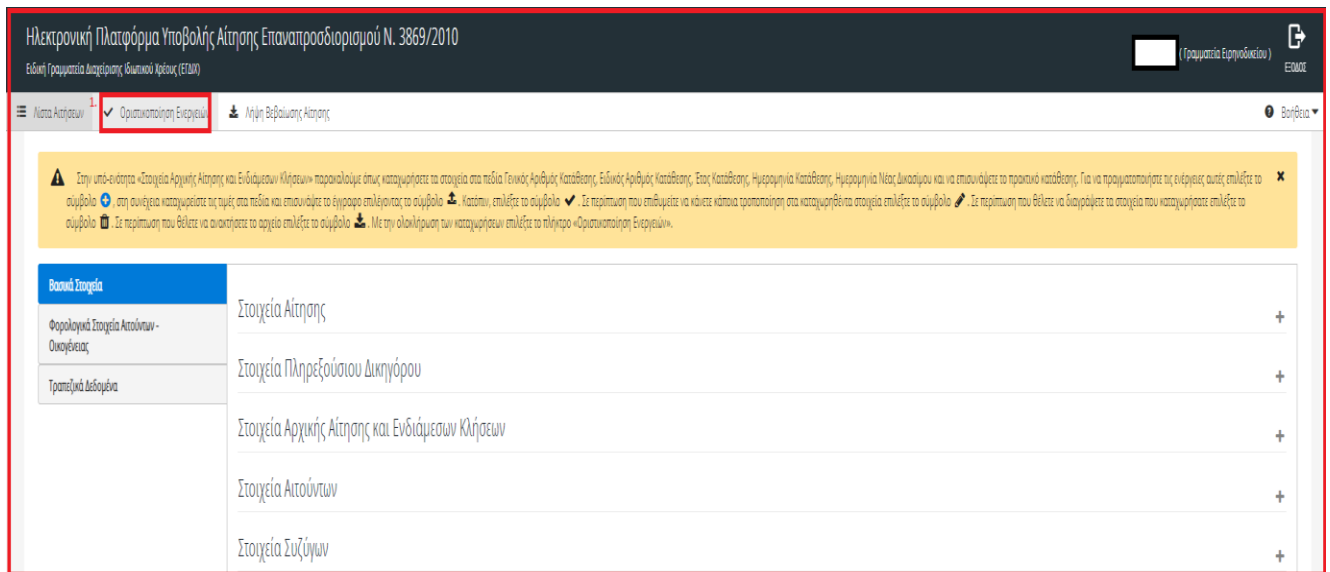 Ηλεκτρονική Πλατφόρμα Υποβολής Αίτησης Επαναπροσδιορισμού Ν. 3869/2010
Ειδική Γραμματεία Διαχείρισης Ιδιωτικού Χρέους (ΕΓΔΙΧ)
( Γραμματεία Ειρηνοδικείου )
ΕΞΟΔΟΣ
Λίστα Αιτήσεων 1. Οριστικοποίηση Ενεργειών Λήψη Βεβαίωσης Αίτησης Βοήθεια
Στην υπό-ενότητα «Στοιχεία Αρχικής Αίτησης και Ενδιάμεσων Κλήσεων» παρακαλούμε όπως καταχωρήσετε τα στοιχεία στα πεδία Γενικός Αριθμός Κατάθεσης, Ειδικός Αριθμός Κατάθεσης, Έτος Κατάθεσης, Ημερομηνία Κατάθεσης, Ημερομηνία Νέας Δικασίμου και να επισυνάψετε το πρακτικό κατάθεσης. Για να πραγματοποιήστε τις ενέργειες αυτές επιλέξτε το
σύμβολο , στη συνέχεια καταχωρείστε τις τιμές στα πεδία και επισυνάψτε το έγγραφο επιλέγοντας το σύμβολο . Κατόπιν, επιλέξτε το σύμβολο . Σε περίπτωση που επιθυμείτε να κάνετε κάποια τροποποίηση στα καταχωρηθέντα στοιχεία επιλέξτε το σύμβολο . Σε περίπτωση που θέλετε να διαγράψετε τα στοιχεία που καταχωρήσατε επιλέξτε το
σύμβολο . Σε περίπτωση που θέλετε να ανακτήσετε το αρχείο επιλέξτε το σύμβολο . Με την ολοκλήρωση των καταχωρήσεων επιλέξτε το πλήκτρο «Οριστικοποίηση Ενεργειών».
Βασικά Στοιχεία
Φορολογικά Στοιχεία Αιτούντων -
Οικογένειας
Τραπεζικά Δεδομένα
Στοιχεία Αίτησης
Στοιχεία Πληρεξούσιου Δικηγόρου
Στοιχεία Αρχικής Αίτησης και Ενδιάμεσων Κλήσεων
Στοιχεία Αιτούντων
Στοιχεία Συζύγων